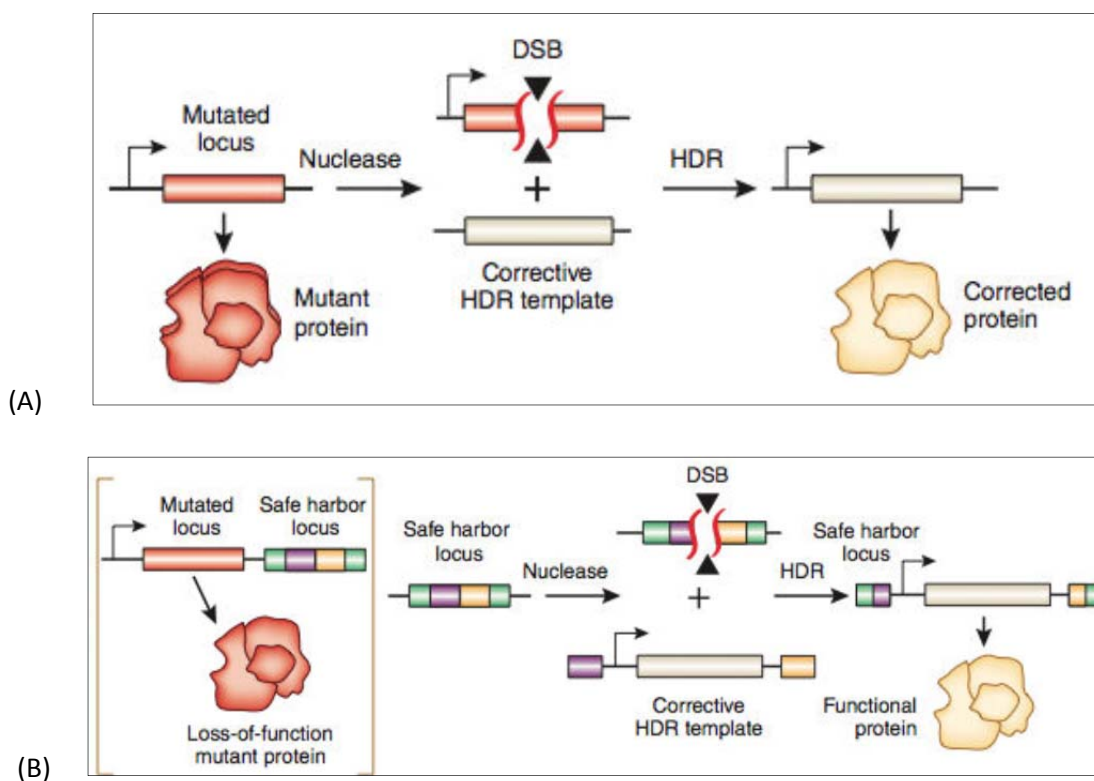 DSB
Mutated
locus
Nuclease
HDR
+
Mutant
protein
Corrective
HDR template
Corrected
protein
(A)
Mutated
locus
Safe harbor
locus
Loss-of-function
mutant protein
Safe harbor
locus
Nuclease
DSB
+
HDR
Corrective
HDR template
Safe harbor
locus
Functional
protein
(B)